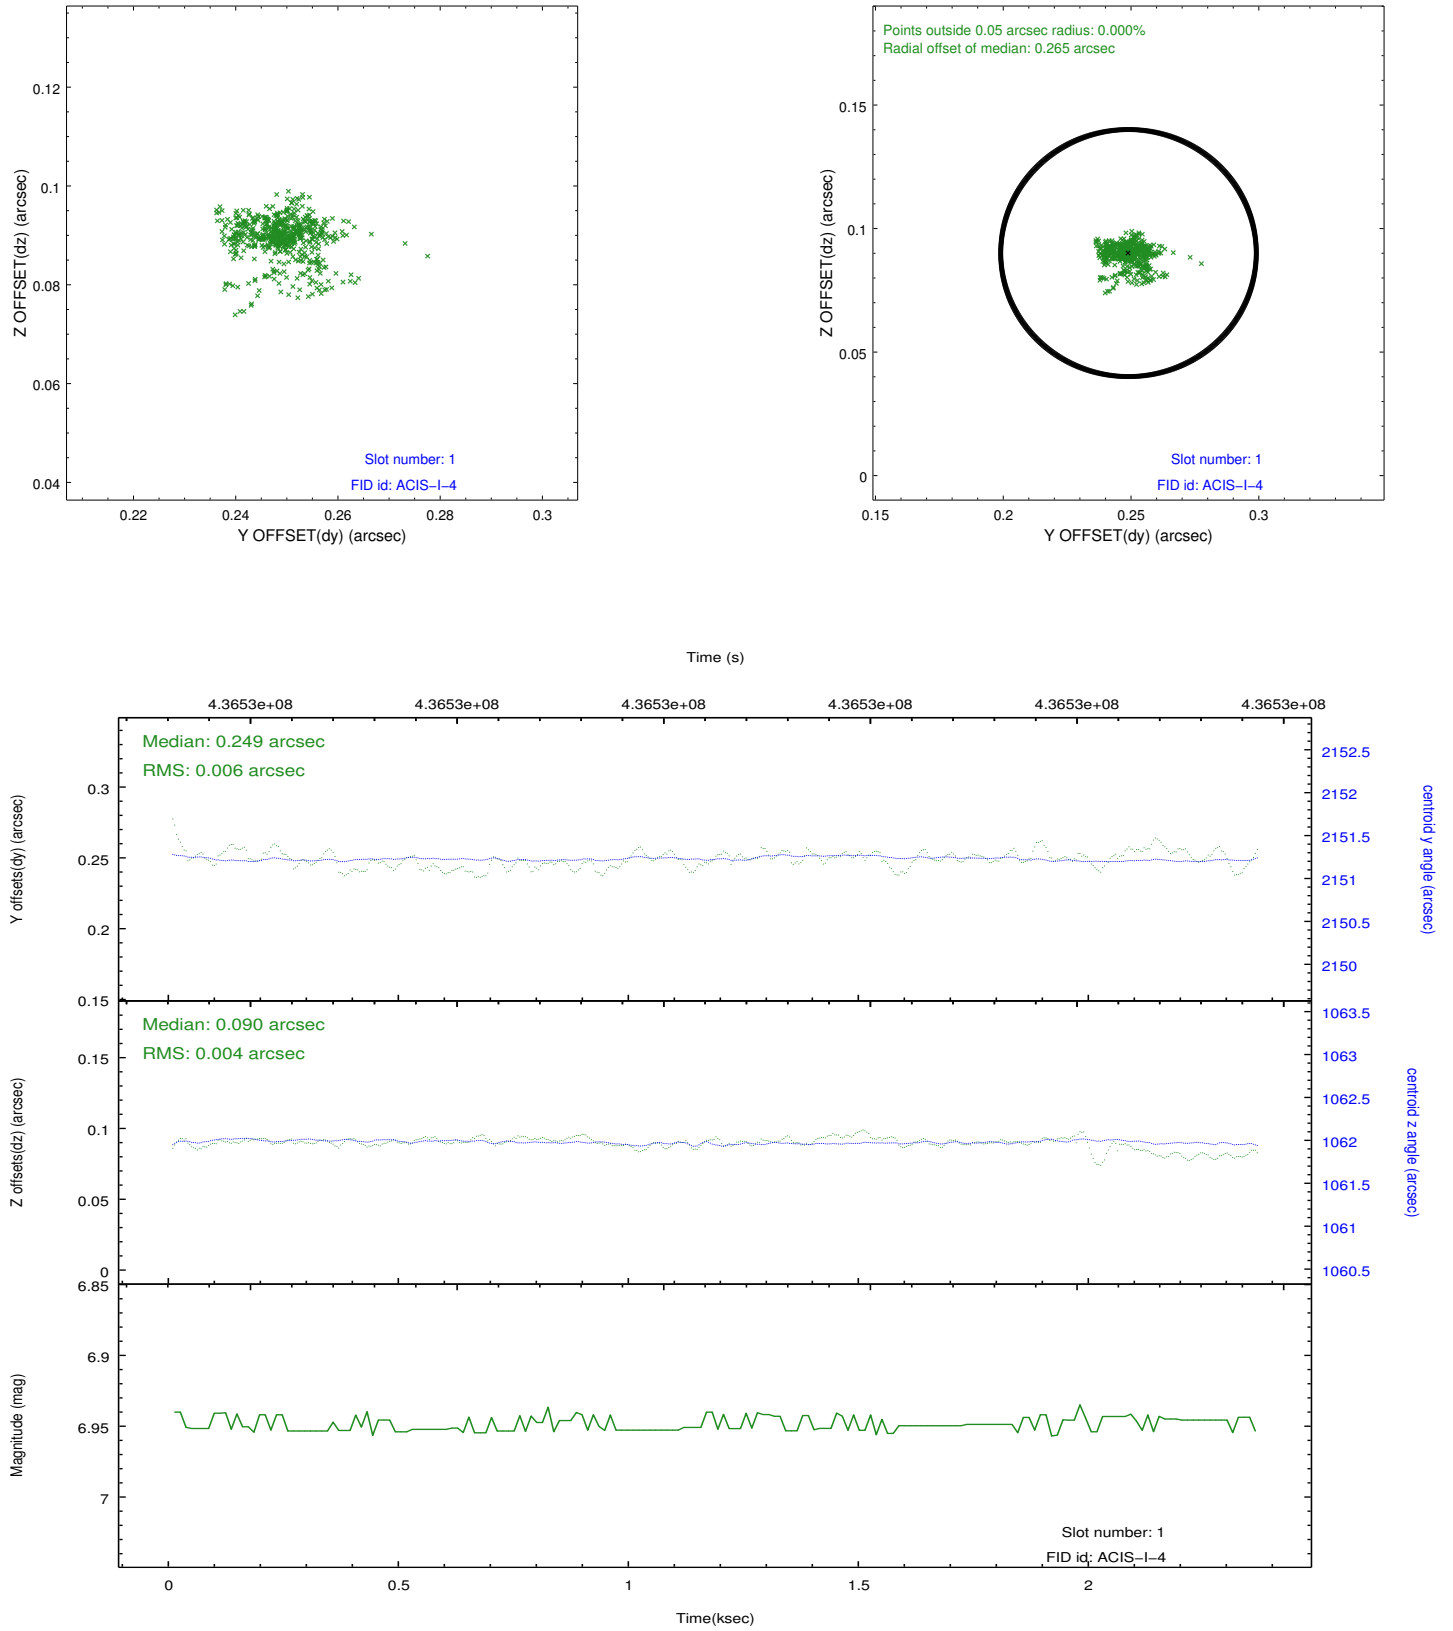 0.12
0.1
0.08
0.06
0.04
Z OFFSET(dz) (arcsec)
Slot number: 1
FID id: ACIS-I-4
0.22 0.24 0.26 0.28 0.3
Y OFFSET(dy) (arcsec)
Points outside 0.05 arcsec radius: 0.000%
Radial offset of median: 0.265 arcsec
0.15
0.1
0.05
0
Z OFFSET(dz) (arcsec)
Slot number: 1
FID id: ACIS-I-4
0.15 0.2 0.25 0.3
Y OFFSET(dy) (arcsec)
Time (s)
4.3653e+08 4.3653e+08 4.3653e+08 4.3653e+08 4.3653e+08 4.3653e+08
Median: 0.249 arcsec
RMS: 0.006 arcsec
0.3
0.25
0.2
0.15
Y offsets(dy) (arcsec)
2152.5
2152
2151.5
2151
2150.5
2150
centroid y angle (arcsec)
Median: 0.090 arcsec
RMS: 0.004 arcsec
0.15
0.1
0.05
0
Z offsets(dz) (arcsec)
1063.5
1063
1062.5
1062
1061.5
1061
1060.5
centroid z angle (arcsec)
6.85
6.9
6.95
7
Magnitude (mag)
Slot number: 1
FID id: ACIS-I-4
0 0.5 1 1.5 2
Time(ksec)